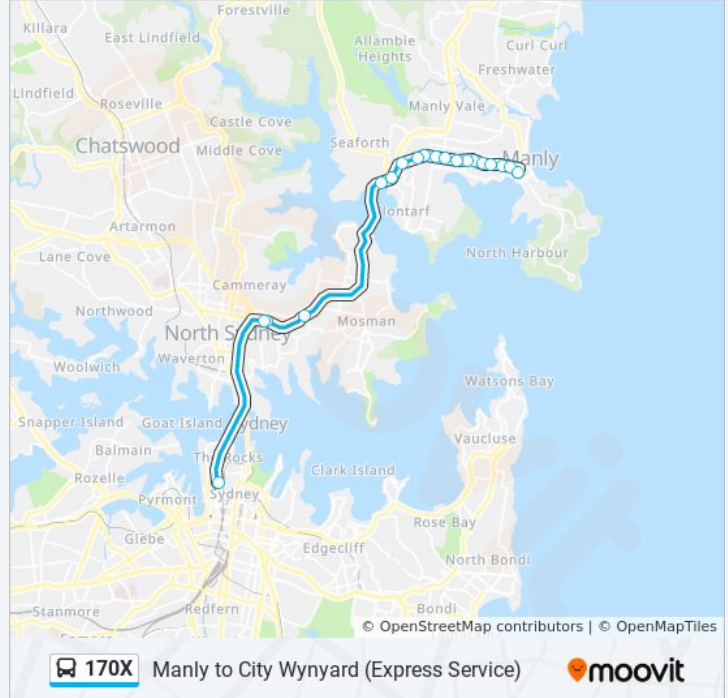 Forestville
Killara
East Lindfield
Allambie
Heights
Curl Curl
Freshwater
Lindfield
Roseville
Manly Vale
Castle Cove
Chatswood
Middle Cove
Seaforth
Manly
Artarmon
Lane Cove
North Harbour
Cammeray
Northwood
North Sydney
Mosman
Woolwich
Waverton
Watsons Bay
Snapper Island
Goat Island
ydney
Balmain
Vaucluse
The Rocks
Clark Island
Rozelle
Pyrmont
Sydney
Rose Bay
Glebe
Edgecliff
North Bondi
Stanmore
Redfern
Bondi
© OpenStreetMap contributors | © OpenMapTiles
170X Manly to City Wynyard (Express Service) moovit